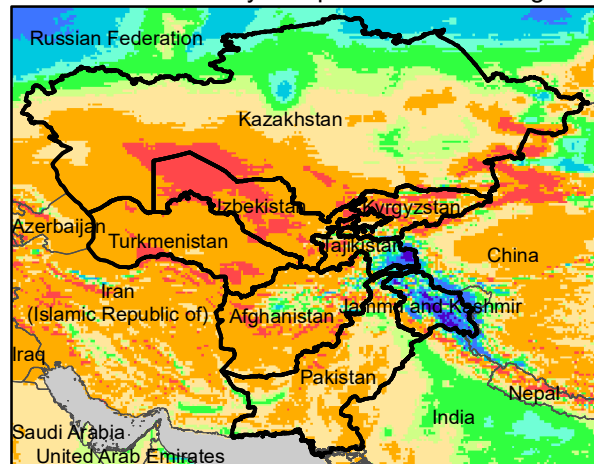 Russian Federation
Kazakhstan
Uzbekistan
Kyrgyzstan
Azerbaijan
Turkmenistan
Tajikistan
China
Iran
(Islamic Republic of)
Afghanistan
Jammu and Kashmir
Iraq
Pakistan
Nepal
India
Saudi Arabia
United Arab Emirates